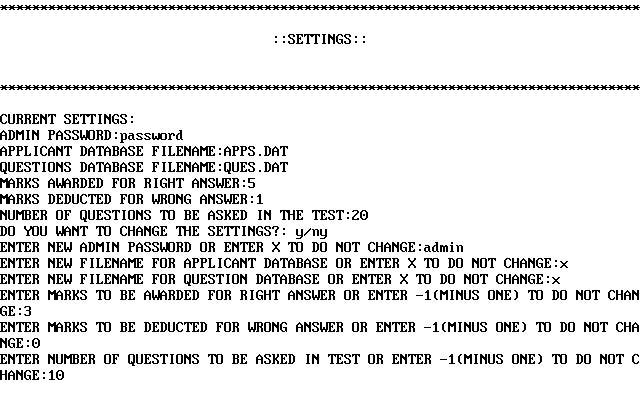 ********************************************************************************
::SETTINGS::
********************************************************************************
CURRENT SETTINGS:
ADMIN PASSWORD:password
APPLICANT DATABASE FILENAME:APPS.DAT
QUESTIONS DATABASE FILENAME:QUES.DAT
MARKS AWARDED FOR RIGHT ANSWER:5
MARKS DEDUCTED FOR WRONG ANSWER:1
NUMBER OF QUESTIONS TO BE ASKED IN THE TEST:20
DO YOU WANT TO CHANGE THE SETTINGS?: y/ny
ENTER NEW ADMIN PASSWORD OR ENTER X TO DO NOT CHANGE:admin
ENTER NEW FILENAME FOR APPLICANT DATABASE OR ENTER X TO DO NOT CHANGE:x
ENTER NEW FILENAME FOR QUESTION DATABASE OR ENTER X TO DO NOT CHANGE:x
ENTER MARKS TO BE AWARDED FOR RIGHT ANSWER OR ENTER -1(MINUS ONE) TO DO NOT CHAN
GE:3
ENTER MARKS TO BE DEDUCTED FOR WRONG ANSWER OR ENTER -1(MINUS ONE) TO DO NOT CHA
NGE:0
ENTER NUMBER OF QUESTIONS TO BE ASKED IN TEST OR ENTER -1(MINUS ONE) TO DO NOT C
HANGE:10